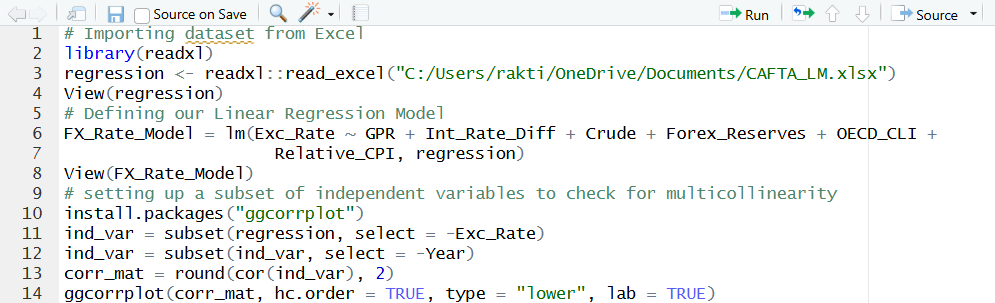 Source on Save Run Source
1 # Importing dataset from Excel
2 library(readxl)
3 regression <- readxl::read_excel("C:/Users/rakti/OneDrive/Documents/CAFTA_LM.xlsx")
4 View(regression)
5 # Defining our Linear Regression Model
6 FX_Rate_Model = lm(Exc_Rate ~ GPR + Int_Rate_Diff + Crude + Forex_Reserves + OECD_CLI +
7 Relative_CPI, regression)
8 View(FX_Rate_Model)
9 # setting up a subset of independent variables to check for multicollinearity
10 install.packages("ggcorrplot")
11 ind_var = subset(regression, select = -Exc_Rate)
12 ind_var = subset(ind_var, select = -Year)
13 corr_mat = round(cor(ind_var), 2)
14 ggcorrplot(corr_mat, hc.order = TRUE, type = "lower", lab = TRUE)